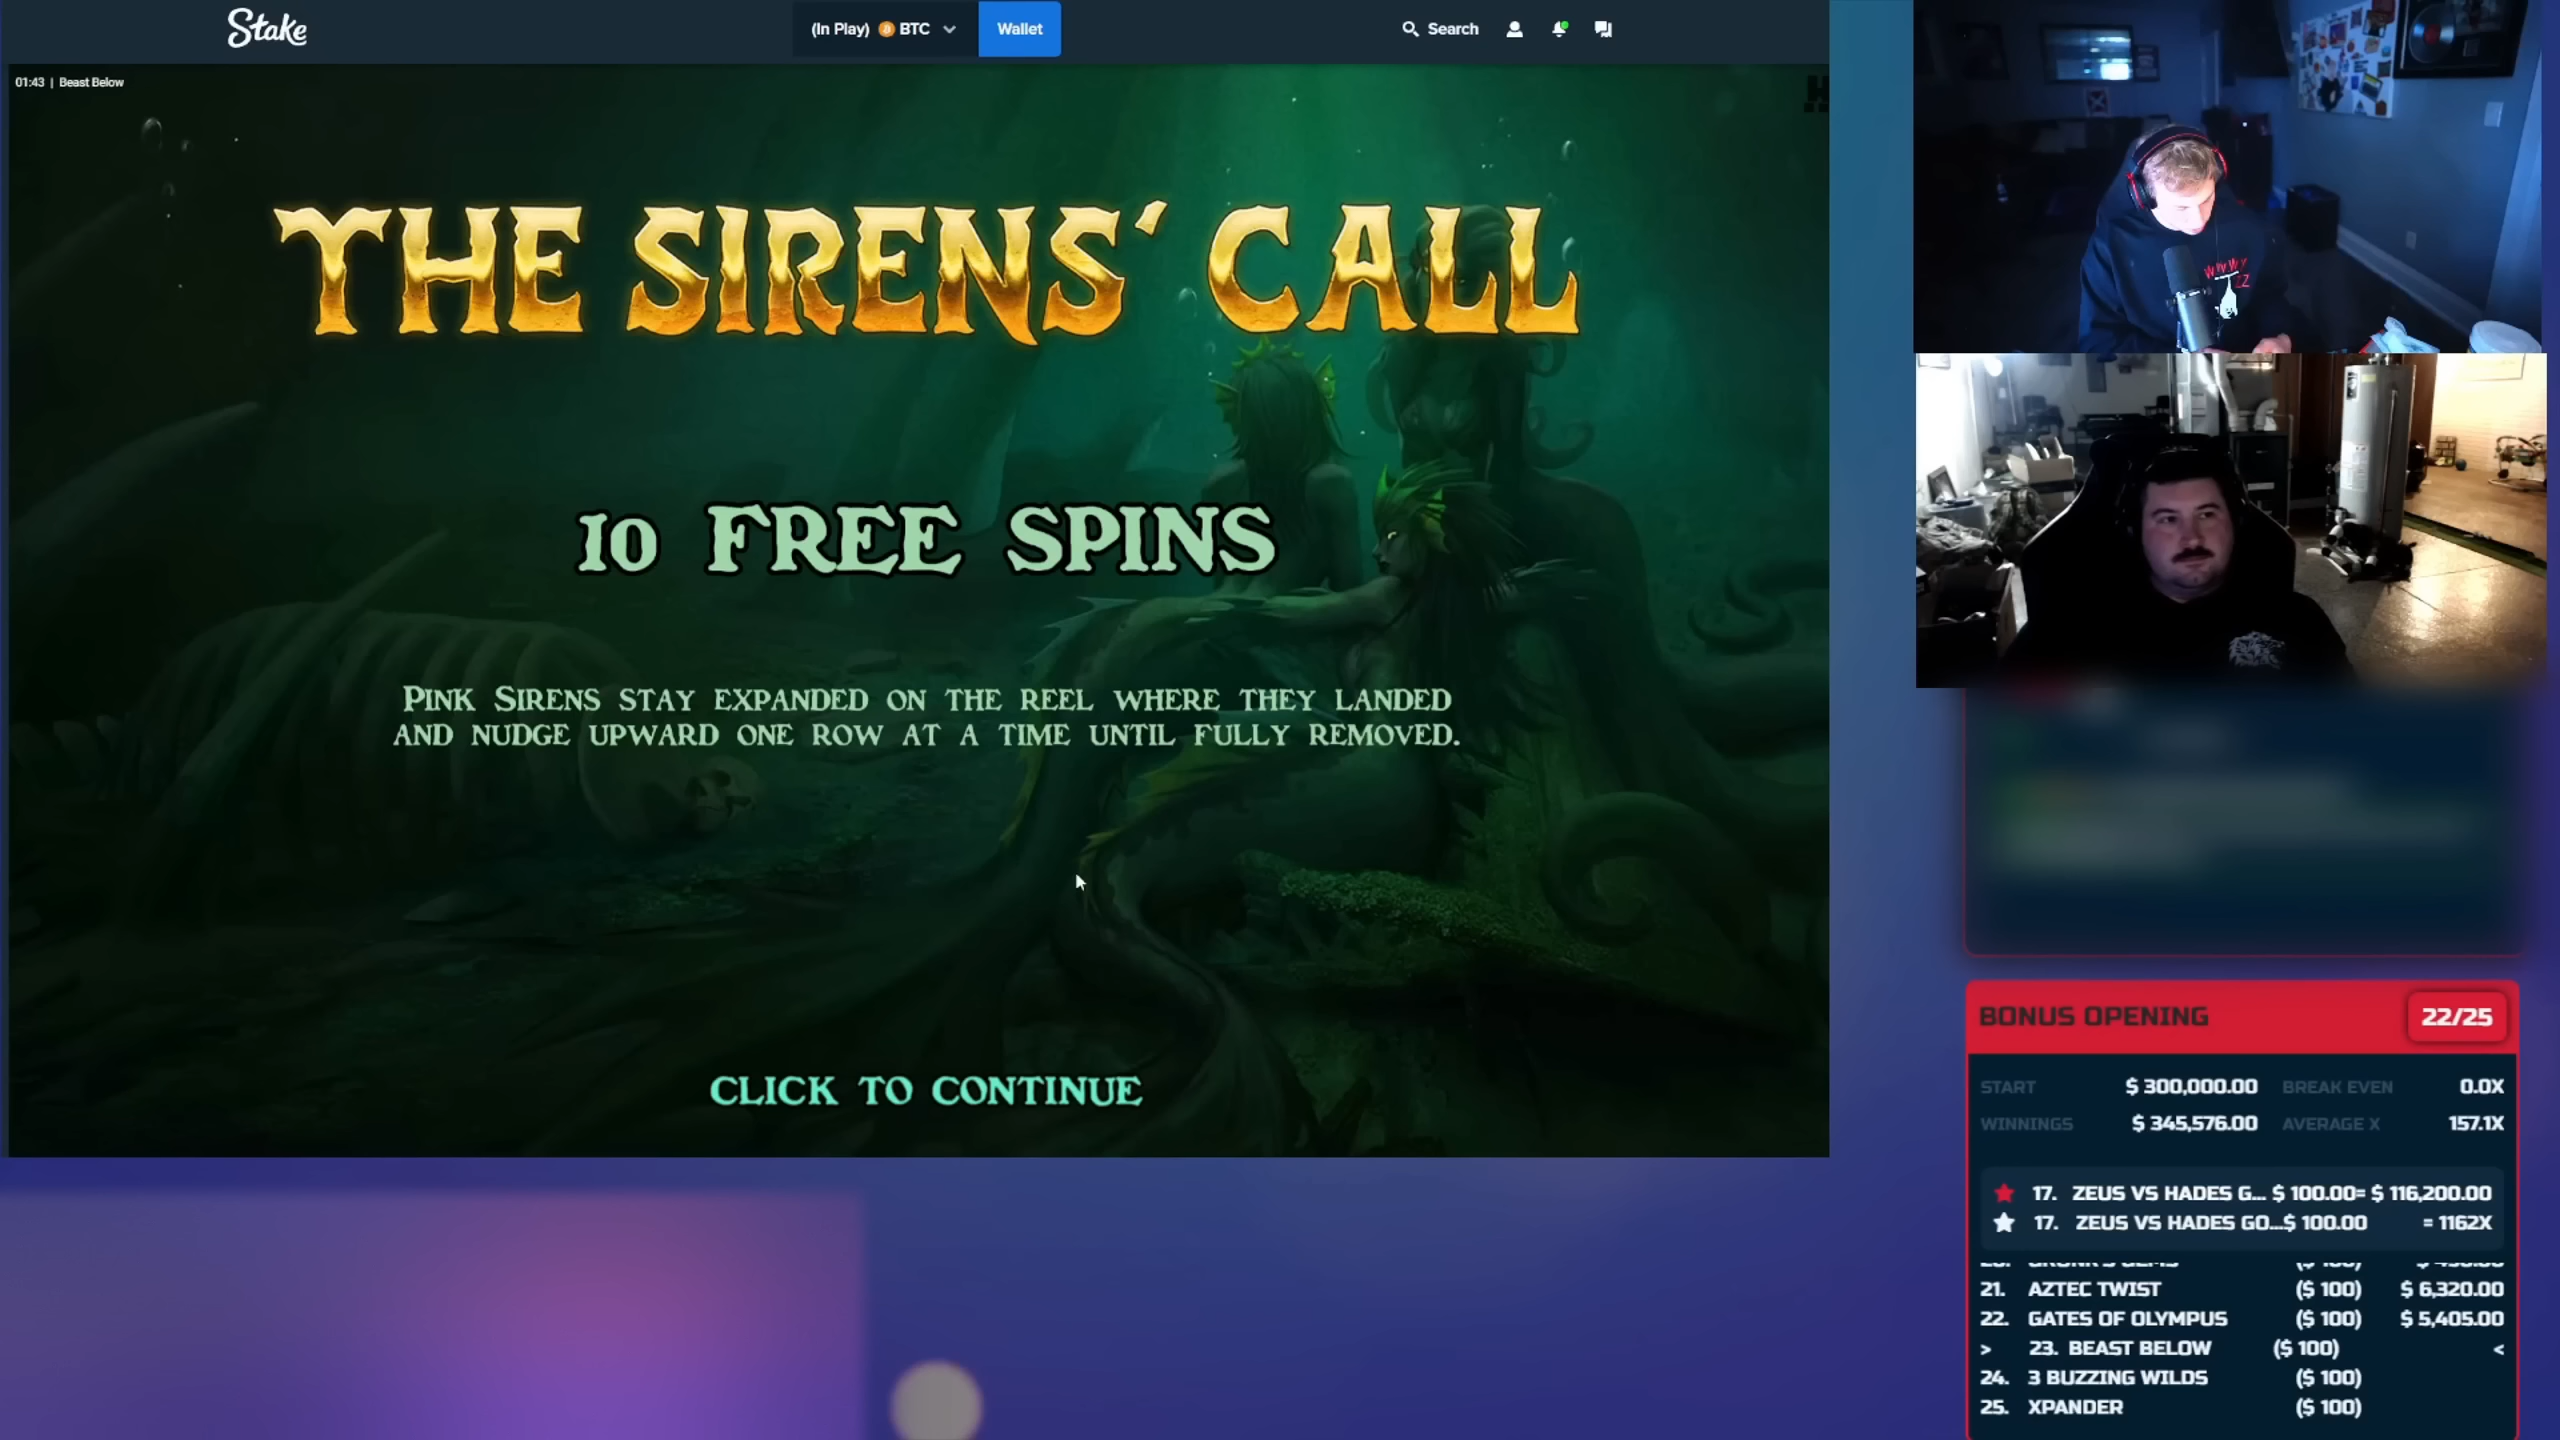 Stake
(In Play) BTC
Wallet
Search
01:43 | Beast Below
THE SIRENS' CALL
10 FREE SPINS
PINK SIRENS STAY EXPANDED ON THE REEL WHERE THEY LANDED
AND NUDGE UPWARD ONE ROW AT A TIME UNTIL FULLY REMOVED.
CLICK TO CONTINUE
BONUS OPENING 22/25
START $ 300,000.00 BREAK EVEN 0.0X
WINNINGS $ 345,576.00 AVERAGE X 157.1X
17. ZEUS VS HADES G... $ 100.00= $ 116,200.00
17. ZEUS VS HADES GO...$ 100.00 = 1162X
21. AZTEC TWIST ($ 100) $ 6,320.00
22. GATES OF OLYMPUS ($ 100) $ 5,405.00
> 23. BEAST BELOW ($ 100) <
24. 3 BUZZING WILDS ($ 100)
25. XPANDER ($ 100)